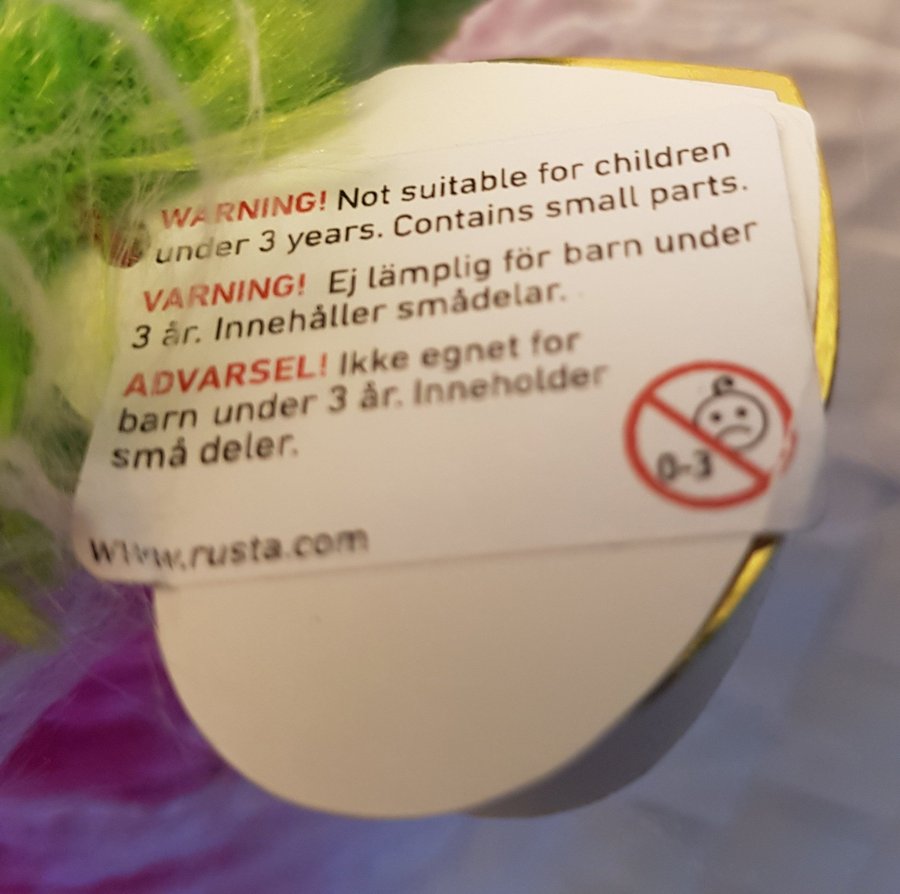 WARNING! Not suitable for children
under 3 years. Contains small parts.
VARNING! Ej lämplig för barn under
3 år. Innehåller smådelar.
ADVARSEL! Ikke egnet for
barn under 3 år. Inneholder
små deler.
0-3
www.rusta.com